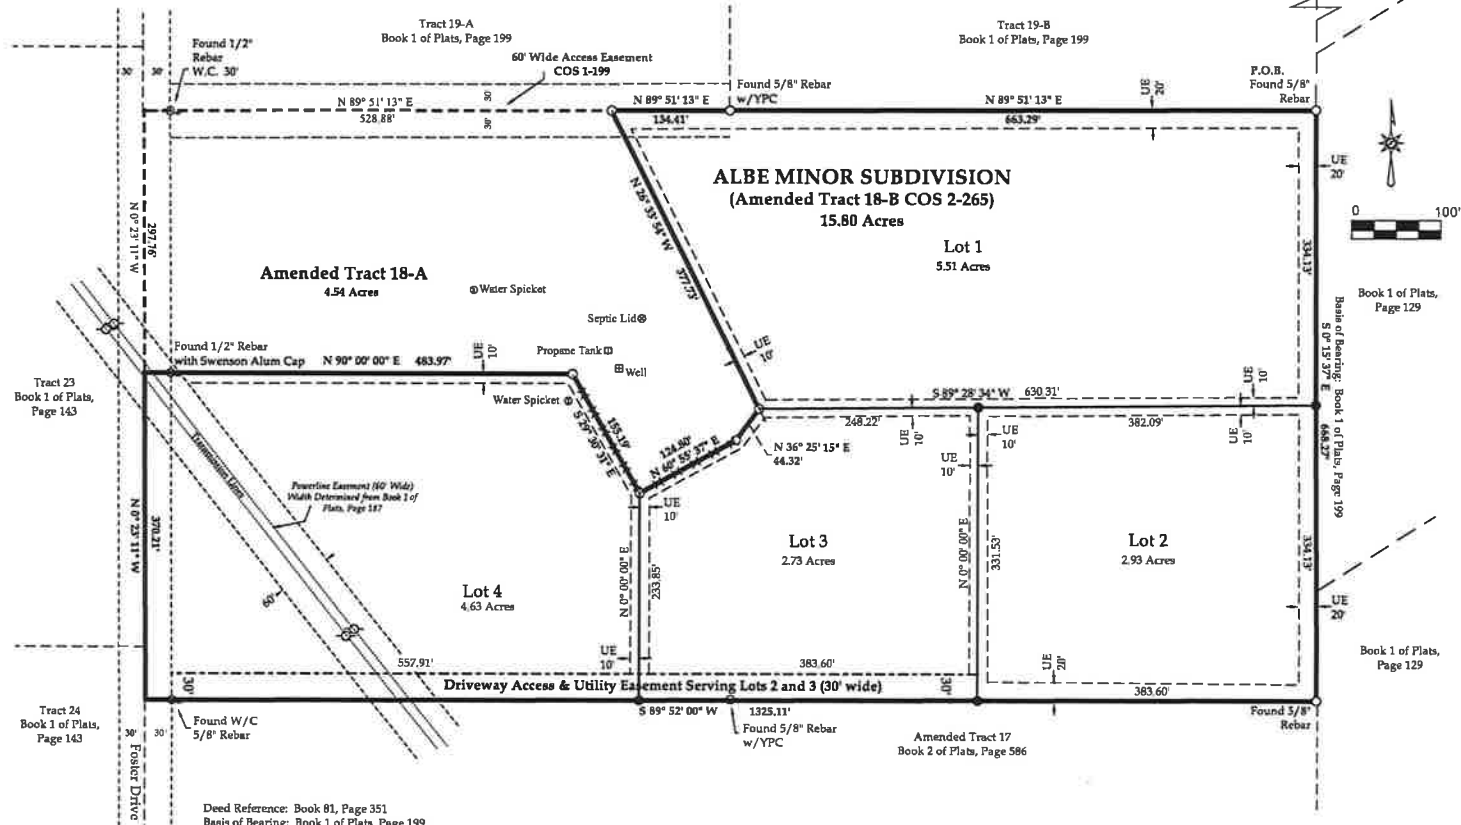 Tract 19-A
Book 1 of Plats, Page 199
Tract 19-B
Book 1 of Plats, Page 199
Found 1/2"
Rebar
W.C. 30'
30'
30'
60' Wide Access Easement
COS 1-199
30'
30'
Found 5/8" Rebar
w/YPC
P.O.B.
Found 5/8"
Rebar
N 89° 51' 13" E
528.88'
N 89° 51' 13" E
134.41'
N 89° 51' 13" E
663.29'
UE
20'
UE
20'
0
100'
ALBE MINOR SUBDIVISION
(Amended Tract 18-B COS 2-265)
15.80 Acres
Lot 1
5.51 Acres
N 26° 33' 54" W
377.73'
N 0° 23' 11" W
297.76'
Amended Tract 18-A
4.54 Acres
Water Spicket
Septic Lid
Propane Tank
Well
Water Spicket
334.13'
Book 1 of Plats,
Page 129
Basis of Bearing: Book 1 of Plats, Page 199
S 0° 15' 37" E
668.27'
Found 1/2" Rebar
with Swenson Alum Cap
N 90° 00' 00" E
483.97'
UE
10'
UE
10'
UE
10'
S 89° 28' 34" W
630.31'
Tract 23
Book 1 of Plats,
Page 143
155.19'
S 29° 30' 31" E
124.80'
N 60° 55' 37" E
N 36° 25' 15" E
44.32'
248.22'
UE
10'
UE
10'
382.09'
UE
10'
UE
10'
Transmission Lines
Powerline Easement (60' Wide)
Width Determined from Book 1 of
Plats, Page 187
60'
N 0° 23' 11" W
370.21'
UE
10'
Lot 3
2.73 Acres
Lot 2
2.93 Acres
Lot 4
4.63 Acres
N 0° 00' 00" E
233.85'
N 0° 00' 00" E
331.53'
334.13'
UE
20'
UE
10'
557.91'
383.60'
UE
20'
383.60'
30'
Driveway Access & Utility Easement Serving Lots 2 and 3 (30' wide)
30'
Book 1 of Plats,
Page 129
S 89° 52' 00" W
1325.11'
Tract 24
Book 1 of Plats,
Page 143
Found W/C
5/8" Rebar
Found 5/8" Rebar
w/YPC
Found 5/8"
Rebar
Amended Tract 17
Book 2 of Plats, Page 586
30'
30'
Foster Drive
Deed Reference: Book 81, Page 351
Basis of Bearing: Book 1 of Plats, Page 199